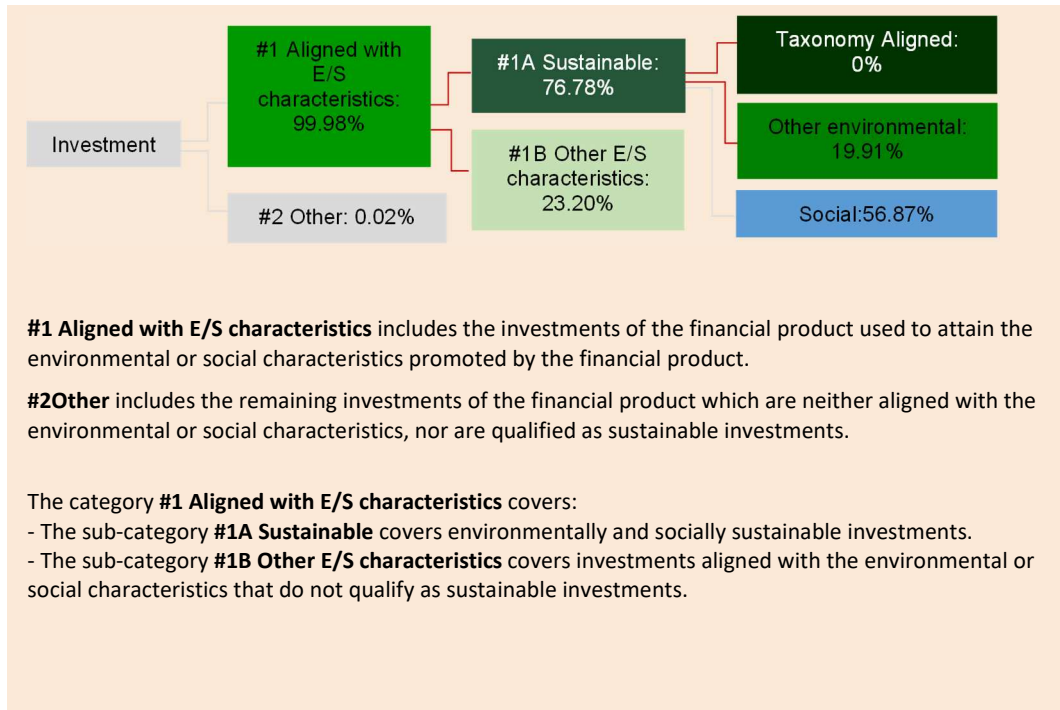 Investment
#1 Aligned with
E/S
characteristics:
99.98%
#2 Other: 0.02%
#1A Sustainable:
76.78%
#1B Other E/S
characteristics:
23.20%
Taxonomy Aligned:
0%
Other environmental:
19.91%
Social:56.87%
#1 Aligned with E/S characteristics includes the investments of the financial product used to attain the
environmental or social characteristics promoted by the financial product.
#2Other includes the remaining investments of the financial product which are neither aligned with the
environmental or social characteristics, nor are qualified as sustainable investments.
The category #1 Aligned with E/S characteristics covers:
- The sub-category #1A Sustainable covers environmentally and socially sustainable investments.
- The sub-category #1B Other E/S characteristics covers investments aligned with the environmental or
social characteristics that do not qualify as sustainable investments.